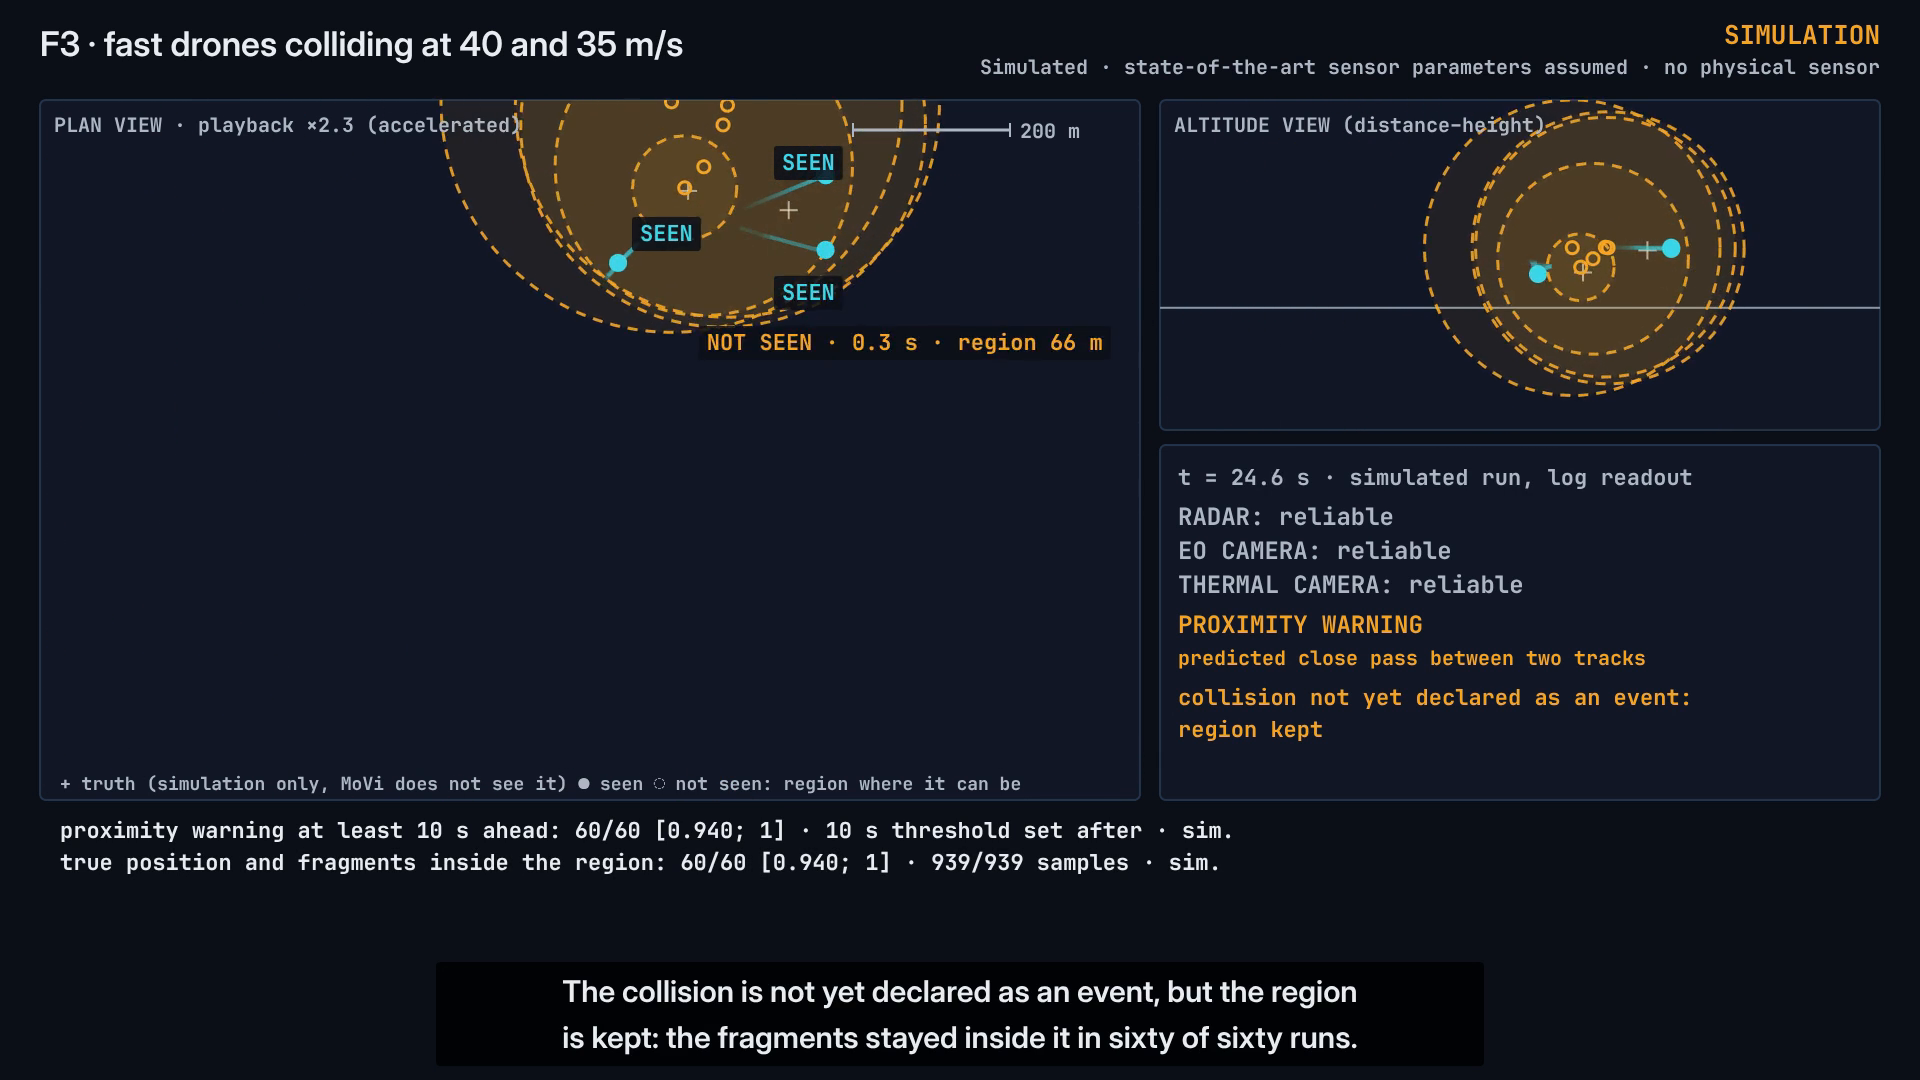 F3 · fast drones colliding at 40 and 35 m/s
SIMULATION
Simulated · state-of-the-art sensor parameters assumed · no physical sensor
PLAN VIEW · playback ×2.3 (accelerated)
200 m
SEEN
SEEN
SEEN
NOT SEEN · 0.3 s · region 66 m
+ truth (simulation only, MoVi does not see it) ● seen ◌ not seen: region where it can be
ALTITUDE VIEW (distance-height)
t = 24.6 s · simulated run, log readout
RADAR: reliable
EO CAMERA: reliable
THERMAL CAMERA: reliable
PROXIMITY WARNING
predicted close pass between two tracks
collision not yet declared as an event:
region kept
proximity warning at least 10 s ahead: 60/60 [0.940; 1] · 10 s threshold set after · sim.
true position and fragments inside the region: 60/60 [0.940; 1] · 939/939 samples · sim.
The collision is not yet declared as an event, but the region
is kept: the fragments stayed inside it in sixty of sixty runs.